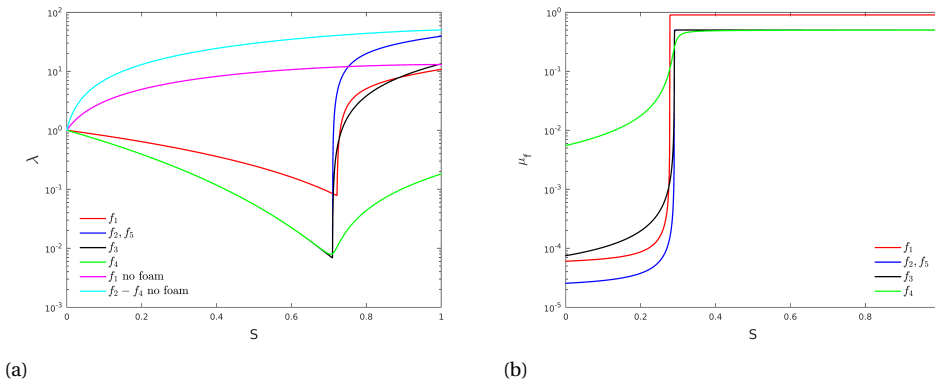 10^2
10^1
10^0
10^-1
10^-2
10^-3
λ
0
0.2
0.4
0.6
0.8
1
S
f_1
f_2, f_5
f_3
f_4
f_1 no foam
f_2 − f_4 no foam
(a)
10^0
10^-1
10^-2
10^-3
10^-4
10^-5
μ_f
0
0.2
0.4
0.6
0.8
S
f_1
f_2, f_5
f_3
f_4
(b)